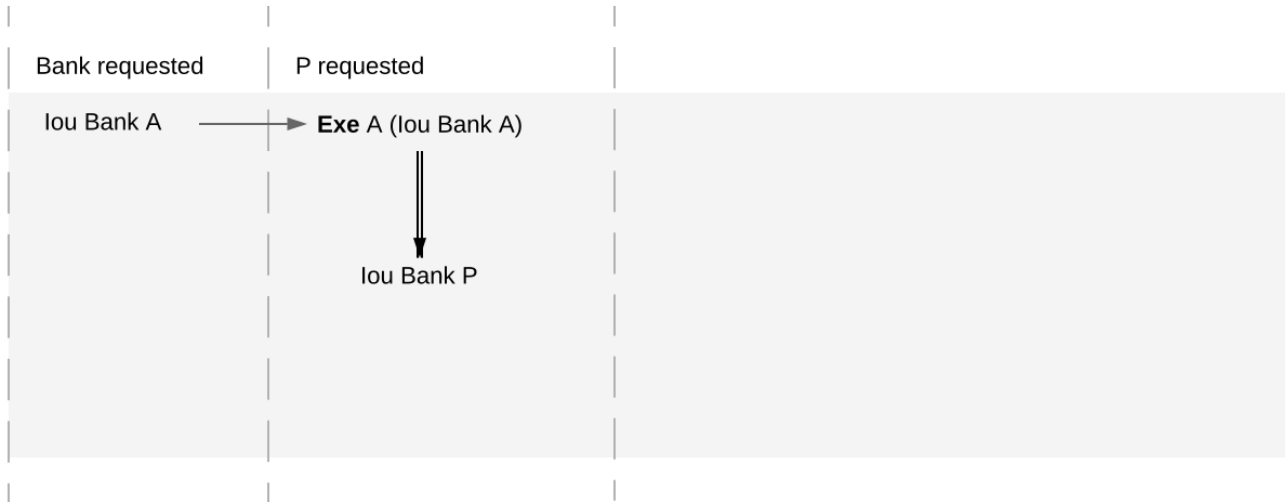 Bank requested
P requested
Iou Bank A
Exe A (Iou Bank A)
Iou Bank P